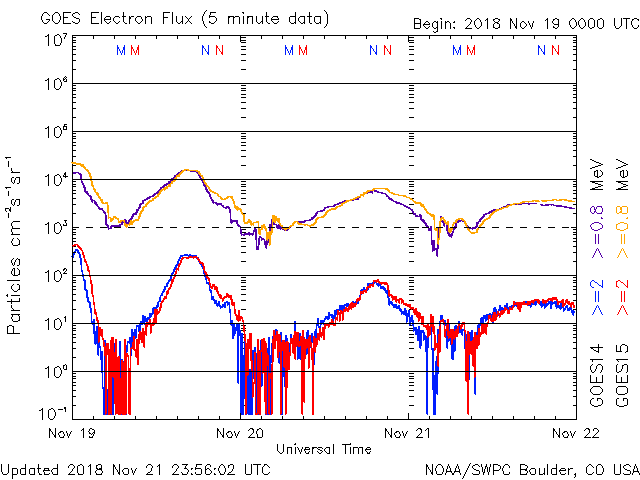 GOES Electron Flux (5 minute data)
Begin: 2018 Nov 19 0000 UTC
M M N N M M N N M M N N
10⁷
10⁶
10⁵
10⁴
10³
10²
10¹
10⁰
10⁻¹
Particles cm⁻²s⁻¹sr⁻¹
Nov 19 Nov 20 Nov 21 Nov 22
Universal Time
GOES14 >=2 >=0.8 MeV
GOES15 >=2 >=0.8 MeV
Updated 2018 Nov 21 23:56:02 UTC
NOAA/SWPC Boulder, CO USA